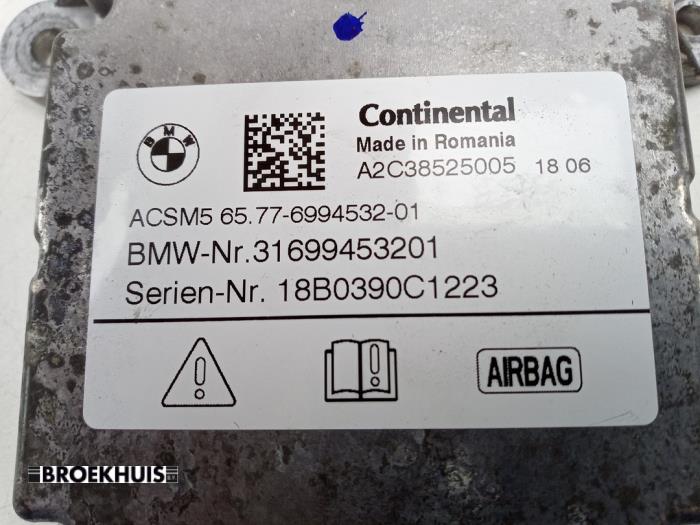 BMW
Continental
Made in Romania
A2C38525005 18 06
ACSM5 65.77-6994532-01
BMW-Nr.31699453201
Serien-Nr. 18B0390C1223
AIRBAG
BROEKHUIS